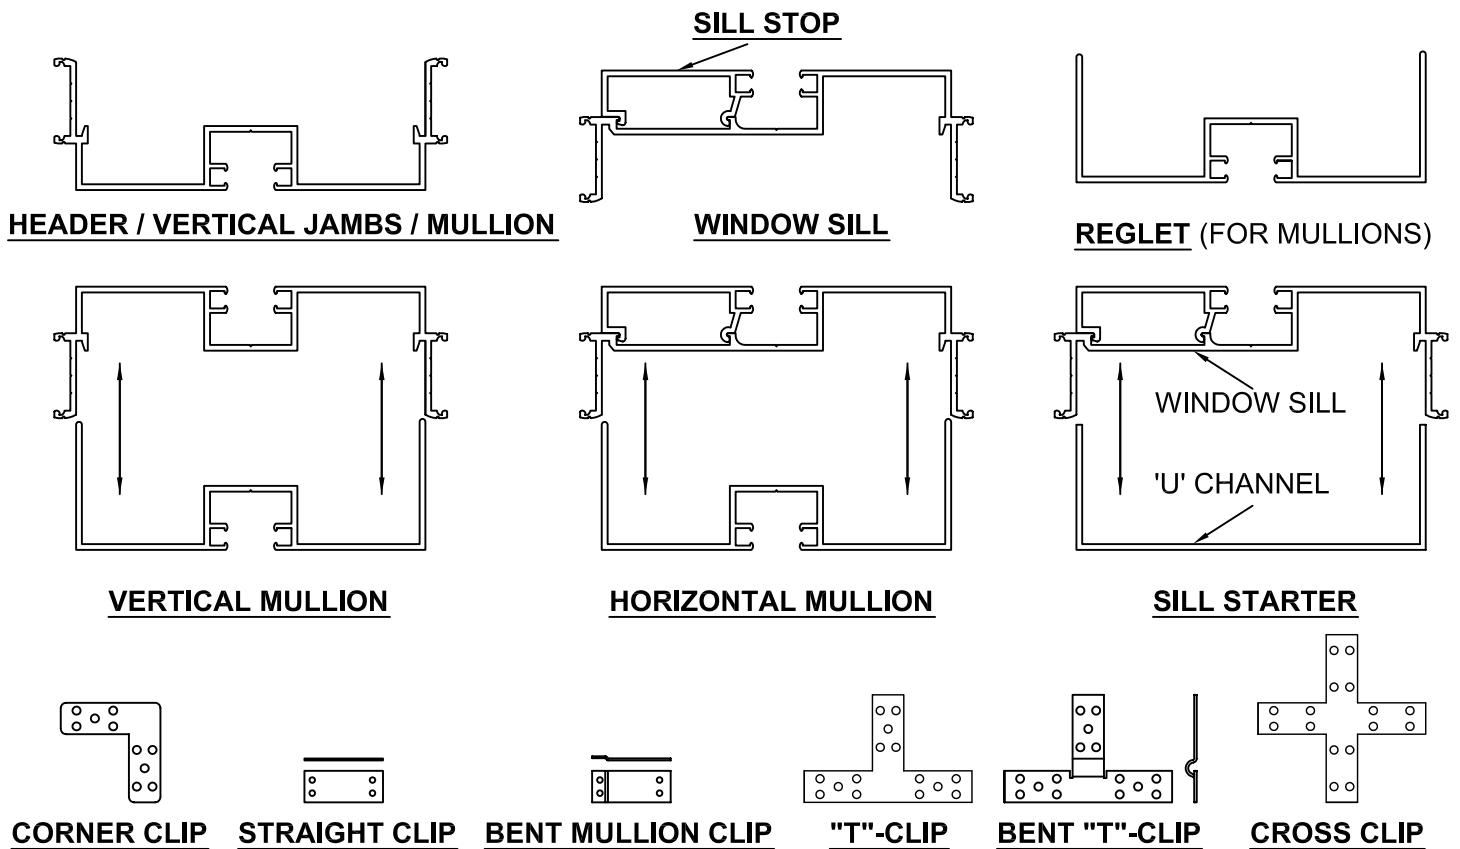 SILL STOP
HEADER / VERTICAL JAMBS / MULLION
WINDOW SILL
REGLET (FOR MULLIONS)
WINDOW SILL
'U' CHANNEL
VERTICAL MULLION
HORIZONTAL MULLION
SILL STARTER
CORNER CLIP
STRAIGHT CLIP
BENT MULLION CLIP
"T"-CLIP
BENT "T"-CLIP
CROSS CLIP